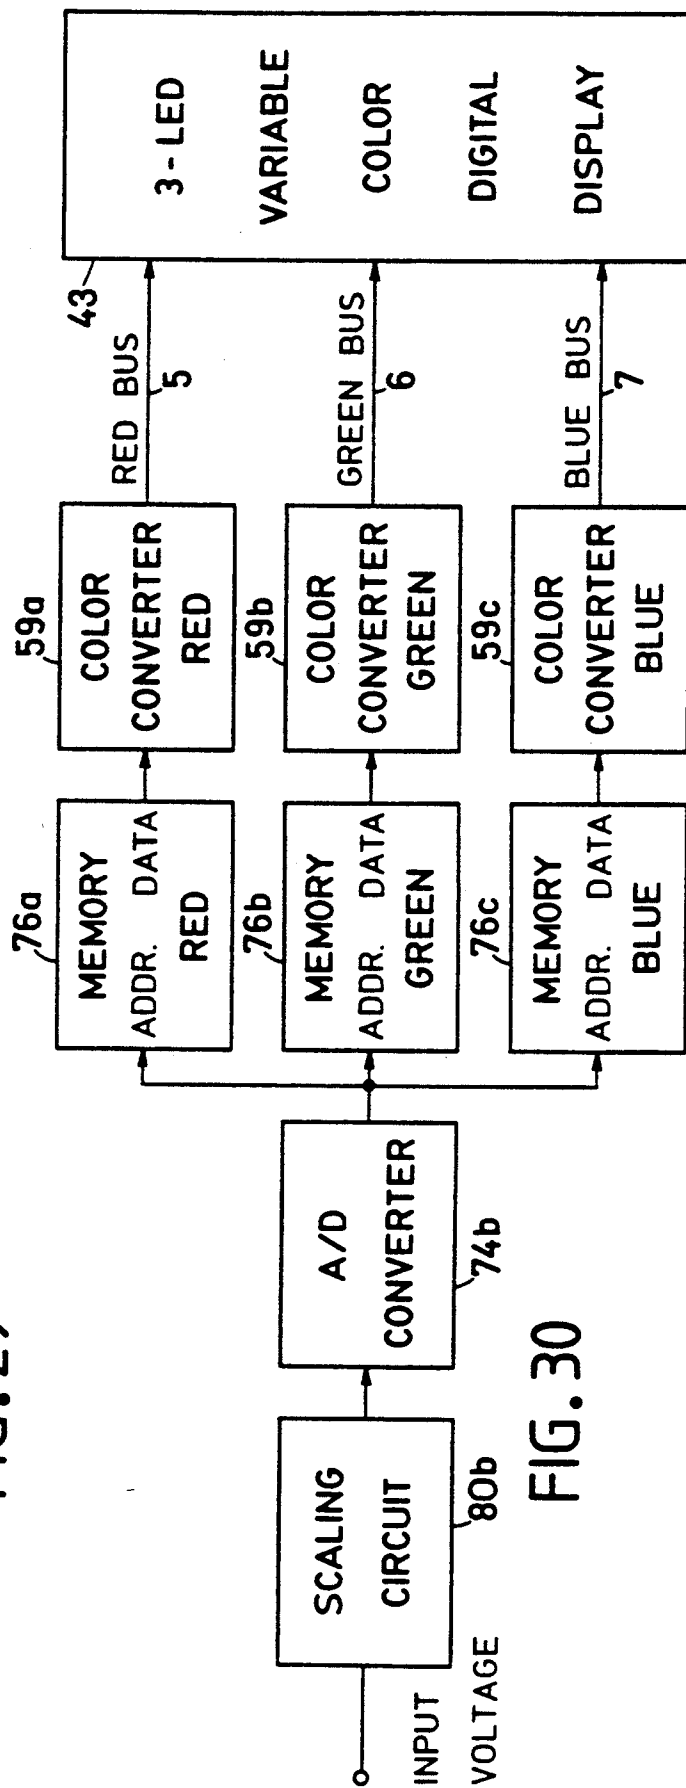 INPUT
VOLTAGE
SCALING
CIRCUIT
80b
A/D
CONVERTER
74b
76a
MEMORY
ADDR. DATA
RED
76b
MEMORY
ADDR. DATA
GREEN
76c
MEMORY
ADDR. DATA
BLUE
59a
COLOR
CONVERTER
RED
59b
COLOR
CONVERTER
GREEN
59c
COLOR
CONVERTER
BLUE
RED BUS
5
GREEN BUS
6
BLUE BUS
7
43
3-LED
VARIABLE
COLOR
DIGITAL
DISPLAY
FIG. 30